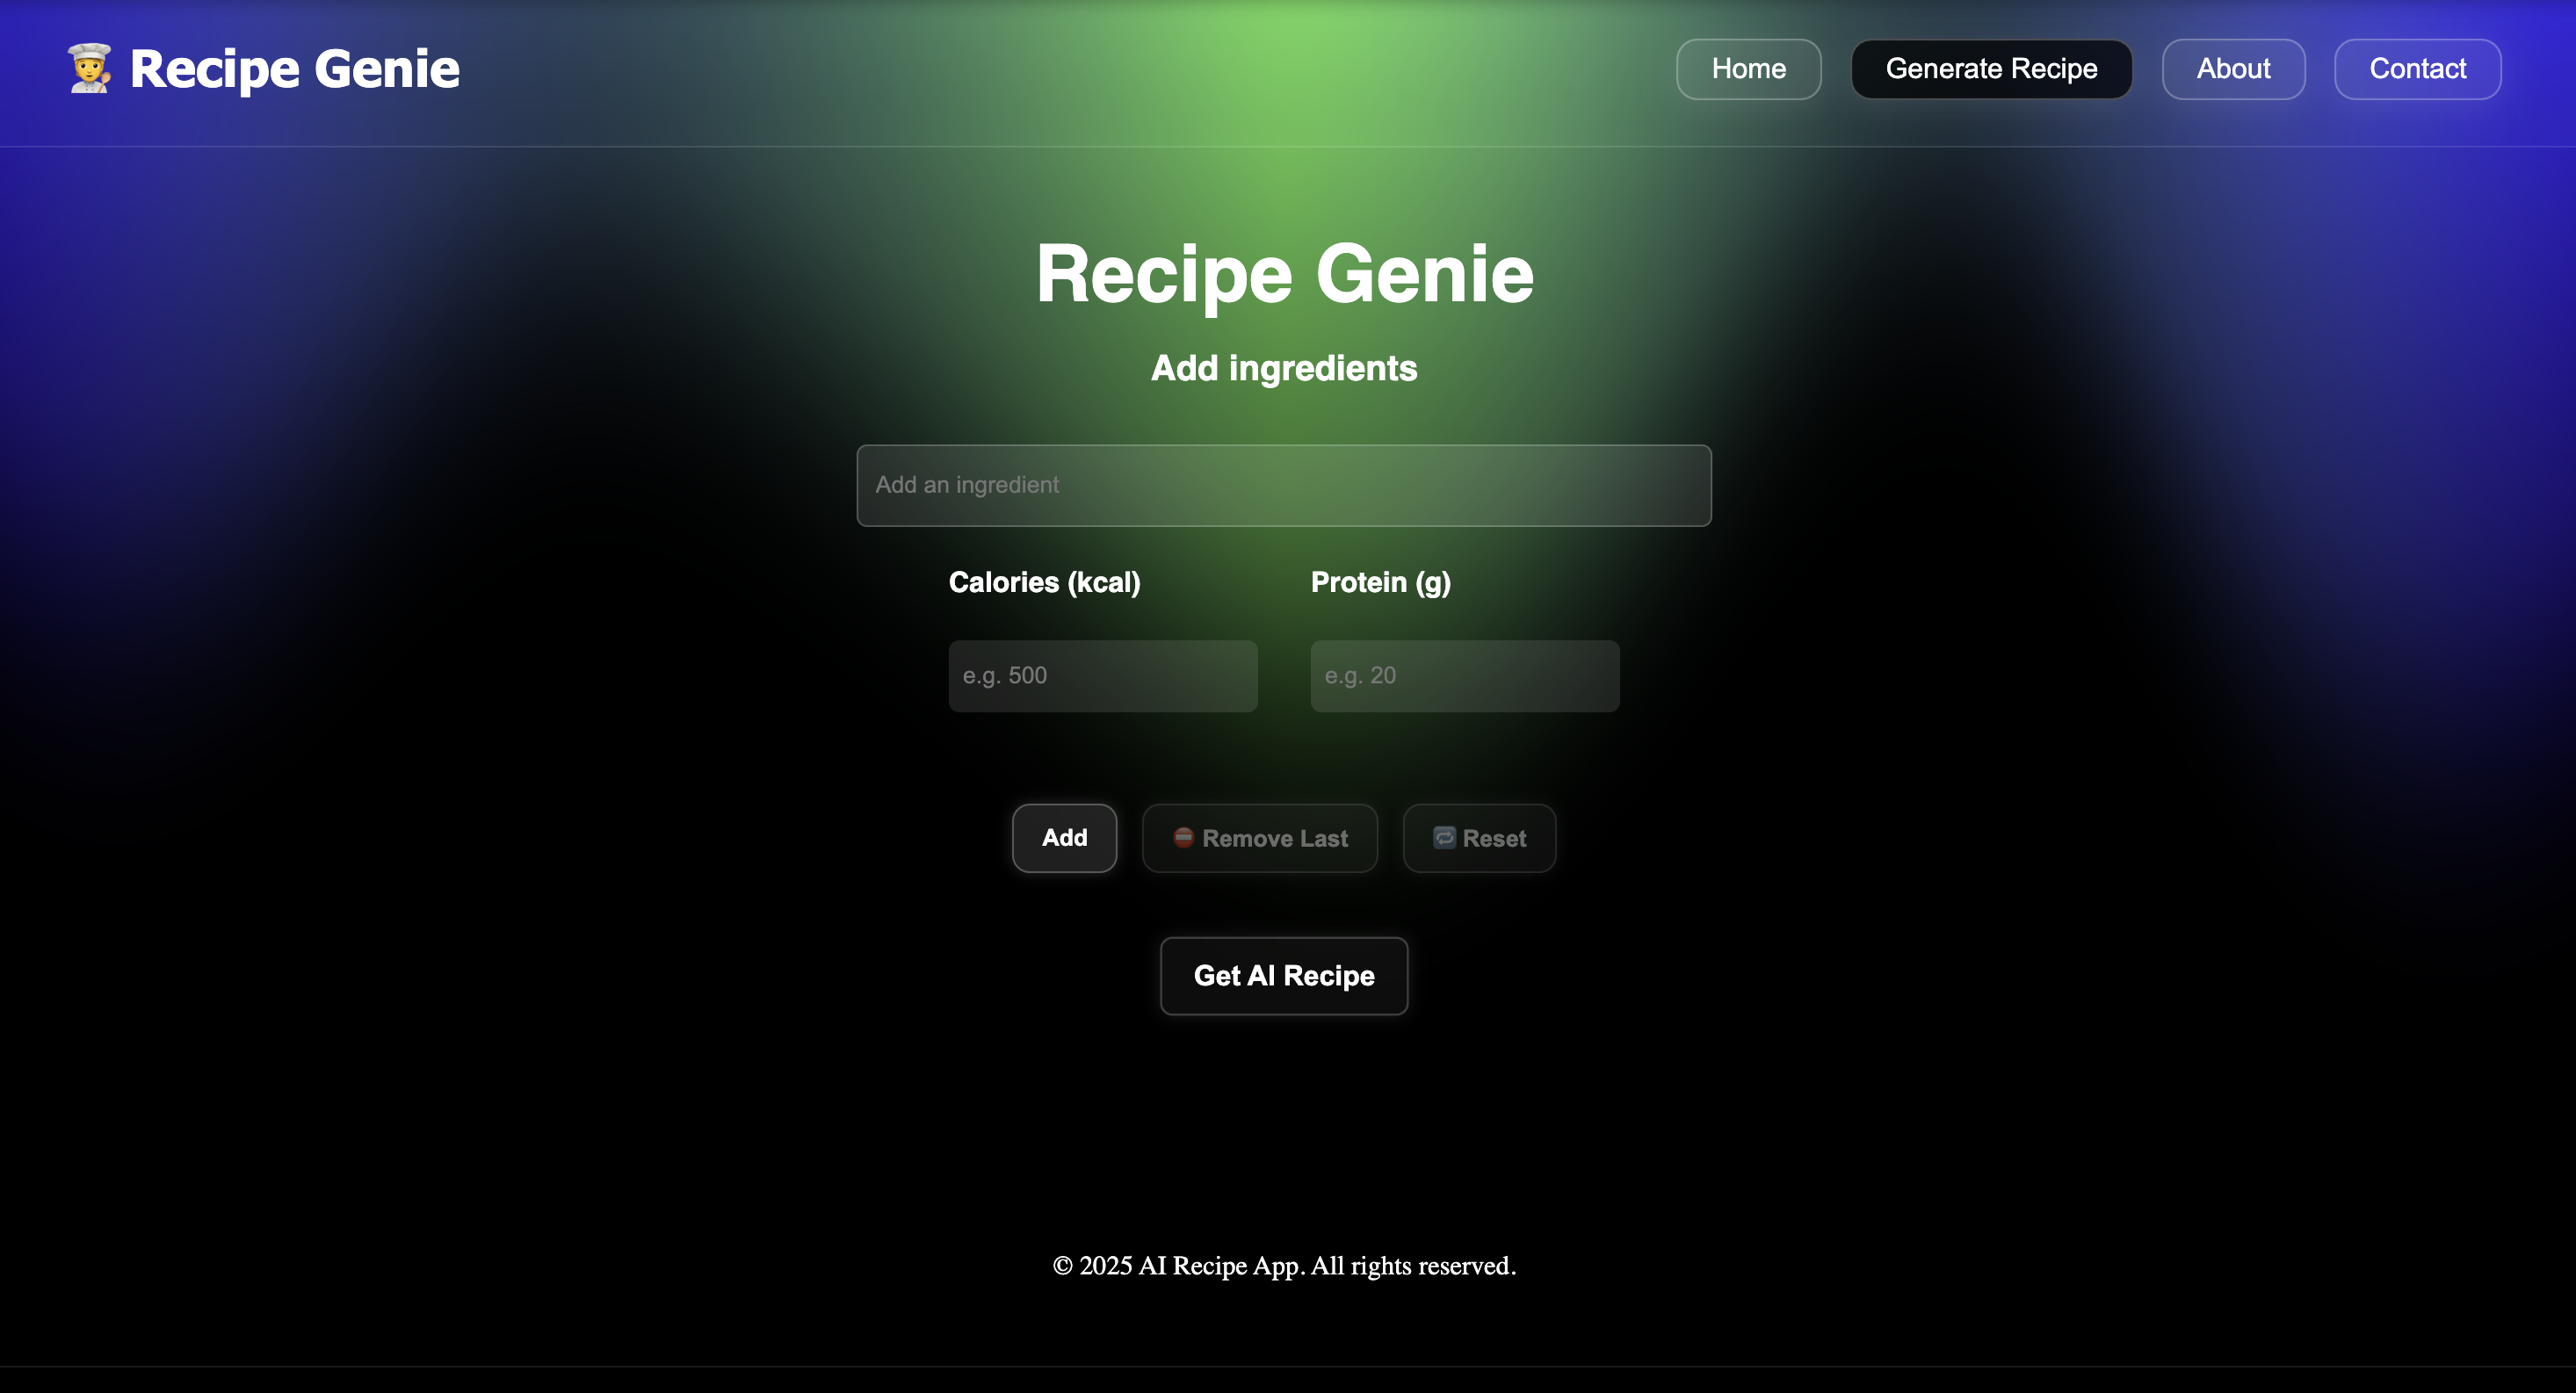 Recipe Genie
Home
Generate Recipe
About
Contact
Recipe Genie
Add ingredients
Add an ingredient
Calories (kcal)
Protein (g)
e.g. 500
e.g. 20
Add
Remove Last
Reset
Get AI Recipe
© 2025 AI Recipe App. All rights reserved.